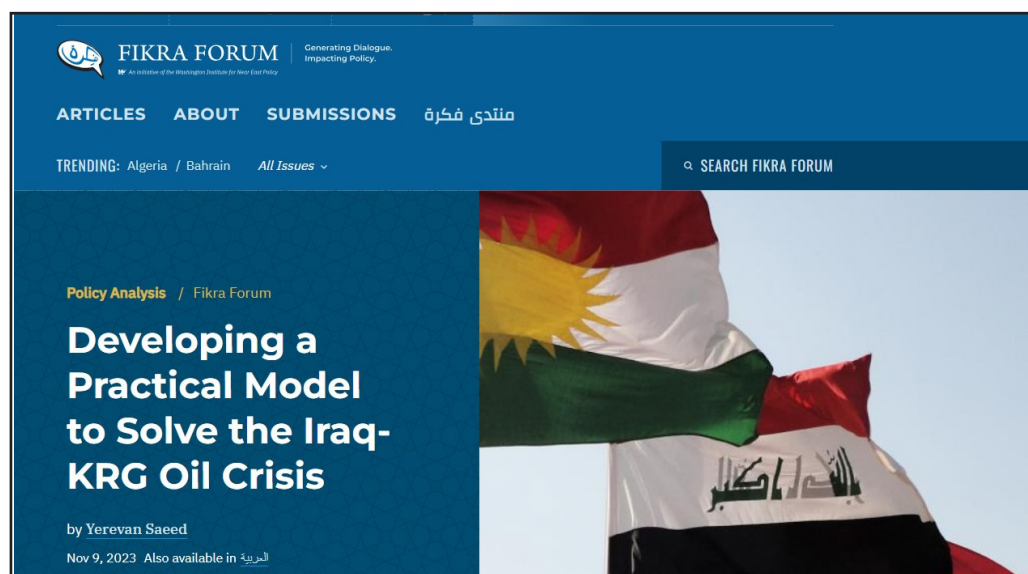 فكرة
FIKRA FORUM
An initiative of the Washington Institute for Near East Policy
Generating Dialogue.
Impacting Policy.
ARTICLES ABOUT SUBMISSIONS منتدى فكرة
TRENDING: Algeria / Bahrain All Issues
SEARCH FIKRA FORUM
Policy Analysis / Fikra Forum
Developing a
Practical Model
to Solve the Iraq-
KRG Oil Crisis
by Yerevan Saeed
Nov 9, 2023 Also available in العربية
الله اكبر